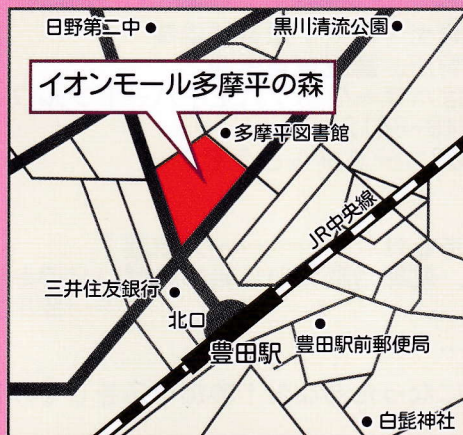 日野第二中
黒川清流公園
イオンモール多摩平の森
多摩平図書館
JR中央線
三井住友銀行
北口
豊田駅
豊田駅前郵便局
白髭神社